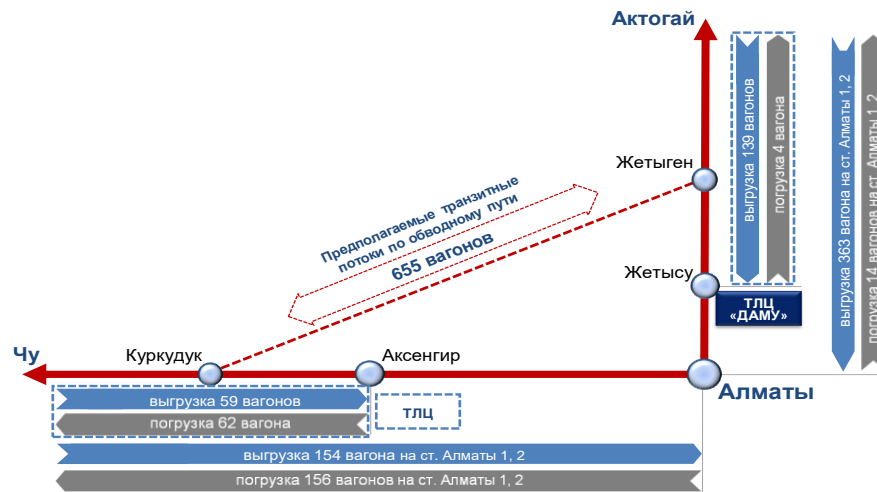 Актогай
Жетыген
Предполагаемые транзитные
потоки по обводному пути
655 вагонов
Жетысу
ТЛЦ
«ДАМУ»
выгрузка 139 вагонов
погрузка 4 вагона
выгрузка 363 вагона на ст. Алматы 1, 2
погрузка 14 вагонов на ст. Алматы 1, 2
Чу
Куркудук
Аксенгир
Алматы
выгрузка 59 вагонов
погрузка 62 вагона
ТЛЦ
выгрузка 154 вагона на ст. Алматы 1, 2
погрузка 156 вагонов на ст. Алматы 1, 2